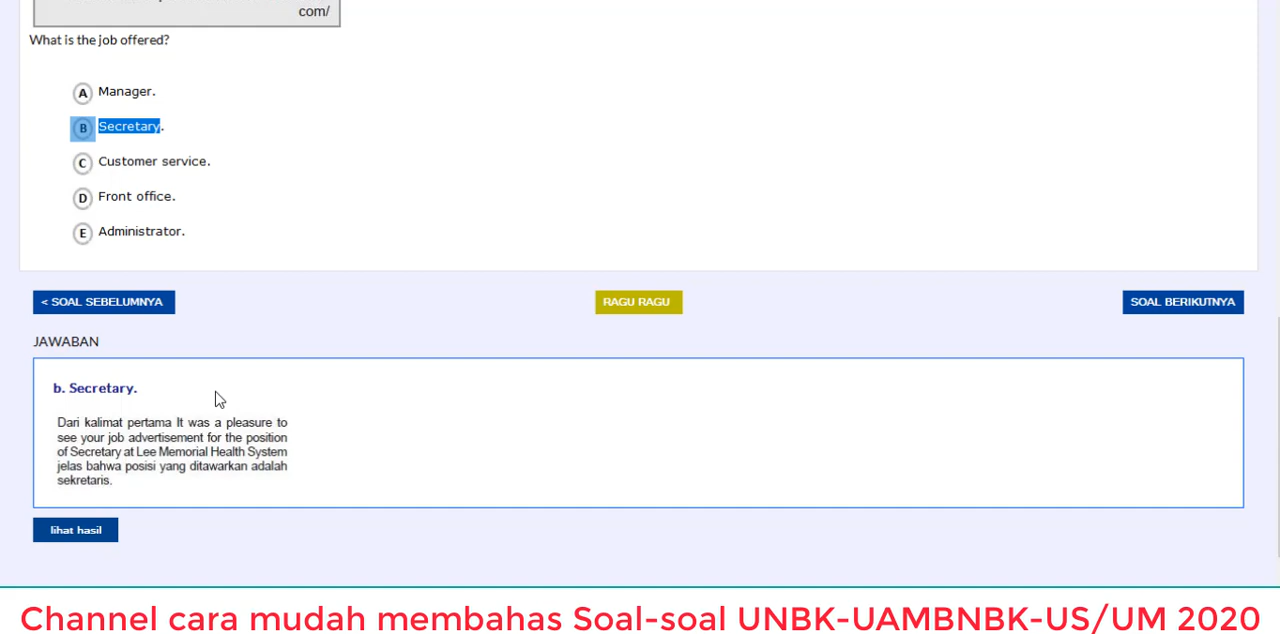 com/
What is the job offered?
A Manager.
B Secretary.
C Customer service.
D Front office.
E Administrator.
< SOAL SEBELUMNYA
RAGU RAGU
SOAL BERIKUTNYA
JAWABAN
b. Secretary.
Dari kalimat pertama It was a pleasure to
see your job advertisement for the position
of Secretary at Lee Memorial Health System
jelas bahwa posisi yang ditawarkan adalah
sekretaris.
lihat hasil
Channel cara mudah membahas Soal-soal UNBK-UAMBNBK-US/UM 2020